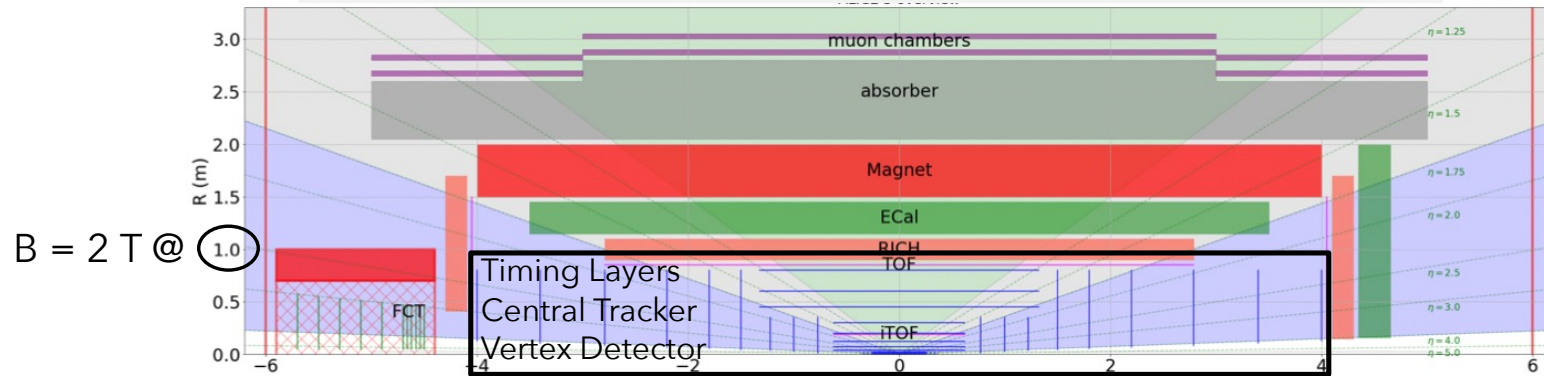 3.0
2.5
2.0
1.5
1.0
0.5
0.0
R (m)
B = 2 T @
muon chambers
absorber
Magnet
ECal
RICH
TOF
iTOF
FCT
Timing Layers
Central Tracker
Vertex Detector
η = 1.25
η = 1.5
η = 1.75
η = 2.0
η = 2.5
η = 3.0
η = 4.0
η = 5.0
−6 −4 −2 0 2 4 6